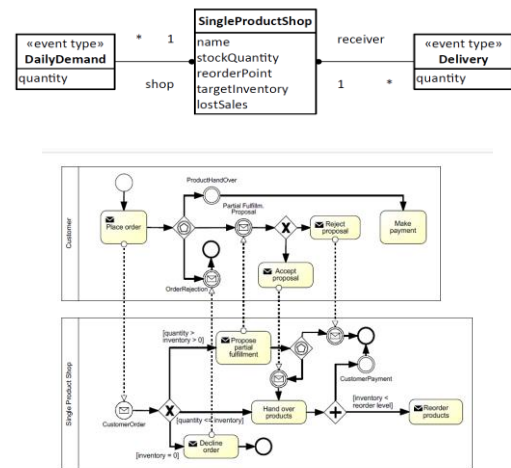 «event type»
DailyDemand
quantity
* 1
shop
SingleProductShop
name
stockQuantity
reorderPoint
targetInventory
lostSales
receiver
1 *
«event type»
Delivery
quantity
Customer
ProductHandOver
Place order
Partial Fulfillm.
Proposal
Reject
proposal
Make
payment
OrderRejection
Accept
proposal
Single Product Shop
[quantity >
inventory > 0]
Propose
partial
fulfillment
CustomerOrder
[quantity <= inventory]
Hand over
products
CustomerPayment
[inventory <
reorder level]
Reorder
products
[inventory = 0]
Decline
order